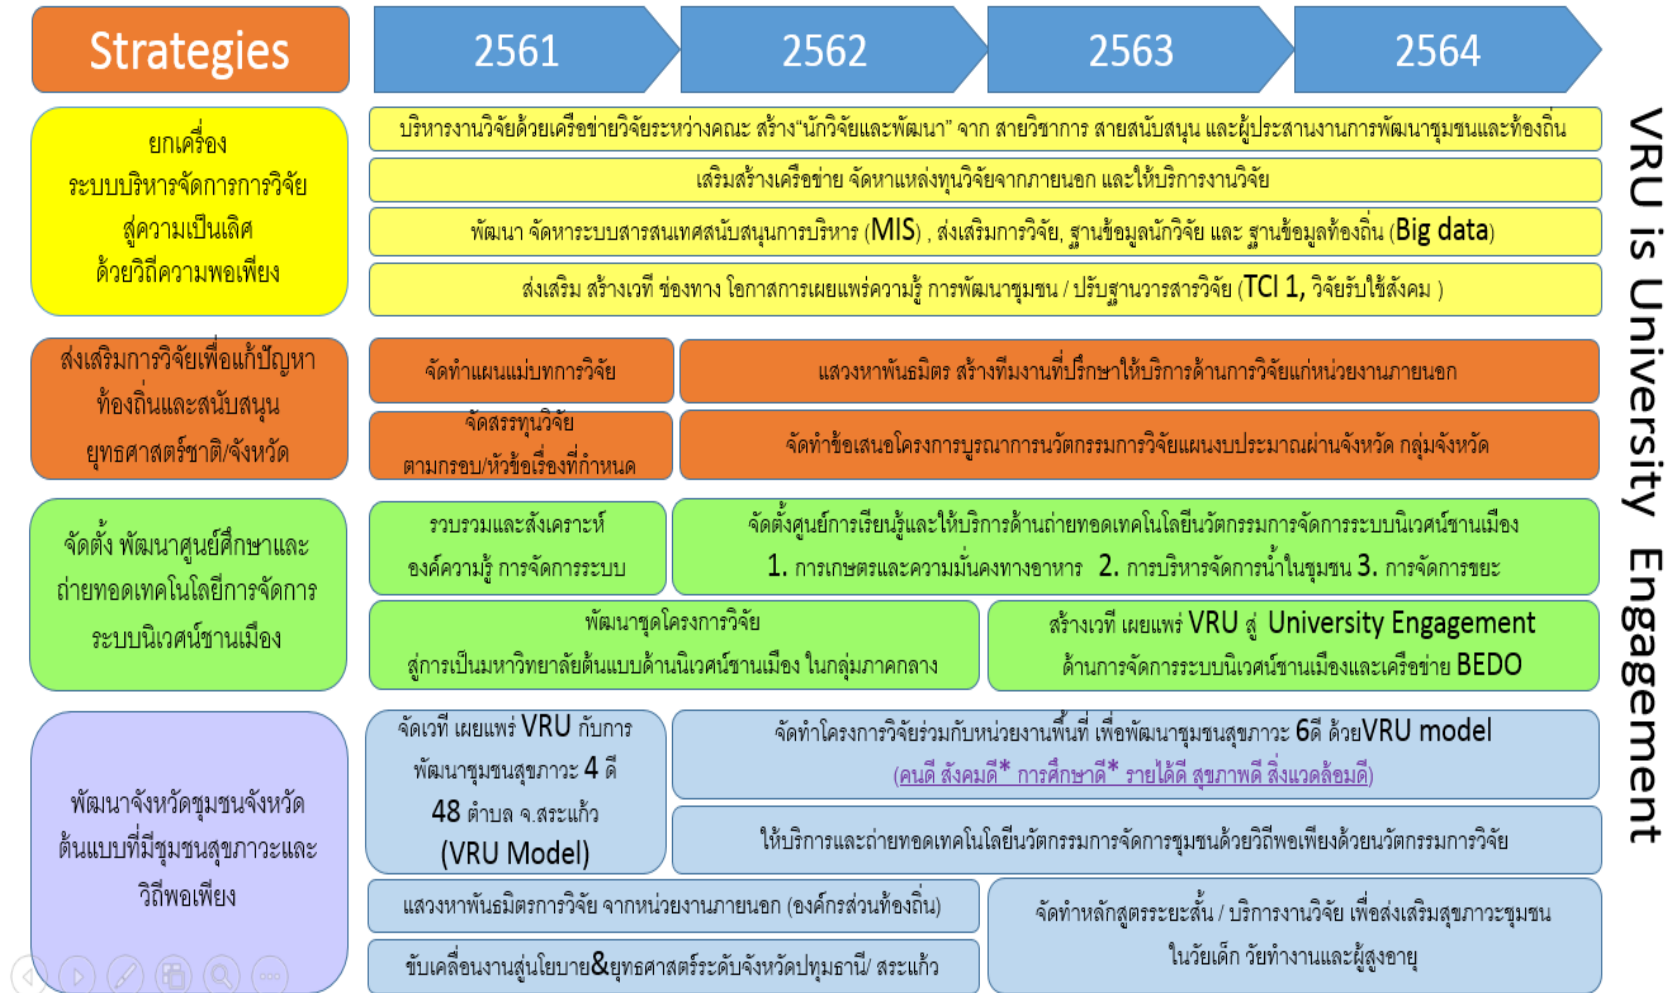 Strategies
2561
2562
2563
2564
ยกเครื่อง
ระบบบริหารจัดการการวิจัย
สู่ความเป็นเลิศ
ด้วยวิถีความพอเพียง
บริหารงานวิจัยด้วยเครือข่ายวิจัยระหว่างคณะ สร้าง“นักวิจัยและพัฒนา” จาก สายวิชาการ สายสนับสนุน และผู้ประสานงานการพัฒนาชุมชนและท้องถิ่น
เสริมสร้างเครือข่าย จัดหาแหล่งทุนวิจัยจากภายนอก และให้บริการงานวิจัย
พัฒนา จัดหาระบบสารสนเทศสนับสนุนการบริหาร (MIS) , ส่งเสริมการวิจัย, ฐานข้อมูลนักวิจัย และ ฐานข้อมูลท้องถิ่น (Big data)
ส่งเสริม สร้างเวที ช่องทาง โอกาสการเผยแพร่ความรู้ การพัฒนาชุมชน / ปรับฐานวารสารวิจัย (TCI 1, วิจัยรับใช้สังคม )
ส่งเสริมการวิจัยเพื่อแก้ปัญหา
ท้องถิ่นและสนับสนุน
ยุทธศาสตร์ชาติ/จังหวัด
จัดทำแผนแม่บทการวิจัย
แสวงหาพันธมิตร สร้างทีมงานที่ปรึกษาให้บริการด้านการวิจัยแก่หน่วยงานภายนอก
จัดสรรทุนวิจัย
ตามกรอบ/หัวข้อเรื่องที่กำหนด
จัดทำข้อเสนอโครงการบูรณาการนวัตกรรมการวิจัยแผนงบประมาณผ่านจังหวัด กลุ่มจังหวัด
จัดตั้ง พัฒนาศูนย์ศึกษาและ
ถ่ายทอดเทคโนโลยีการจัดการ
ระบบนิเวศน์ชานเมือง
รวบรวมและสังเคราะห์
องค์ความรู้ การจัดการระบบ
จัดตั้งศูนย์การเรียนรู้และให้บริการด้านถ่ายทอดเทคโนโลยีนวัตกรรมการจัดการระบบนิเวศน์ชานเมือง
1. การเกษตรและความมั่นคงทางอาหาร 2. การบริหารจัดการน้ำในชุมชน 3. การจัดการขยะ
พัฒนาชุดโครงการวิจัย
สู่การเป็นมหาวิทยาลัยต้นแบบด้านนิเวศน์ชานเมือง ในกลุ่มภาคกลาง
สร้างเวที เผยแพร่ VRU สู่ University Engagement
ด้านการจัดการระบบนิเวศน์ชานเมืองและเครือข่าย BEDO
พัฒนาจังหวัดชุมชนจังหวัด
ต้นแบบที่มีชุมชนสุขภาวะและ
วิถีพอเพียง
จัดเวที เผยแพร่ VRU กับการ
พัฒนาชุมชนสุขภาวะ 4 ดี
48 ตำบล จ.สระแก้ว
(VRU Model)
จัดทำโครงการวิจัยร่วมกับหน่วยงานพื้นที่ เพื่อพัฒนาชุมชนสุขภาวะ 6ดี ด้วยVRU model
(คนดี สังคมดี* การศึกษาดี* รายได้ดี สุขภาพดี สิ่งแวดล้อมดี)
ให้บริการและถ่ายทอดเทคโนโลยีนวัตกรรมการจัดการชุมชนด้วยวิถีพอเพียงด้วยนวัตกรรมการวิจัย
แสวงหาพันธมิตรการวิจัย จากหน่วยงานภายนอก (องค์กรส่วนท้องถิ่น)
ขับเคลื่อนงานสู่นโยบาย&ยุทธศาสตร์ระดับจังหวัดปทุมธานี/ สระแก้ว
จัดทำหลักสูตรระยะสั้น / บริการงานวิจัย เพื่อส่งเสริมสุขภาวะชุมชน
ในวัยเด็ก วัยทำงานและผู้สูงอายุ
VRU is University Engagement